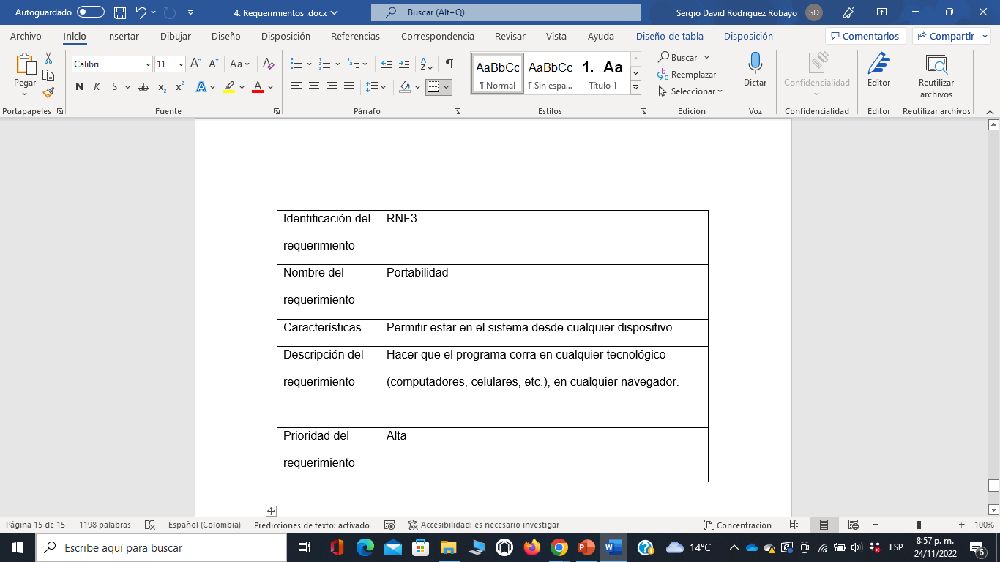 Autoguardado
4. Requerimientos .docx
Buscar (Alt+Q)
Sergio David Rodriguez Robayo
SD
Archivo Inicio Insertar Dibujar Diseño Disposición Referencias Correspondencia Revisar Vista Ayuda Diseño de tabla Disposición
Comentarios
Compartir
Pegar
Portapapeles
Calibri 11
Aa
N K S ab x₂ x² A A
Fuente
Párrafo
AaBbCc AaBbCc 1. Aa
¶ Normal ¶ Sin espa... Título 1
Estilos
Buscar
Reemplazar
Seleccionar
Edición
Dictar
Voz
Confidencialidad
Confidencialidad
Editor
Editor
Reutilizar
archivos
Reutilizar archivos
Identificación del RNF3
requerimiento
Nombre del Portabilidad
requerimiento
Características Permitir estar en el sistema desde cualquier dispositivo
Descripción del Hacer que el programa corra en cualquier tecnológico
requerimiento (computadores, celulares, etc.), en cualquier navegador.
Prioridad del Alta
requerimiento
Página 15 de 15 1198 palabras Español (Colombia) Predicciones de texto: activado Accesibilidad: es necesario investigar Concentración 100%
Escribe aquí para buscar
14°C
ESP
8:57 p. m.
24/11/2022
6